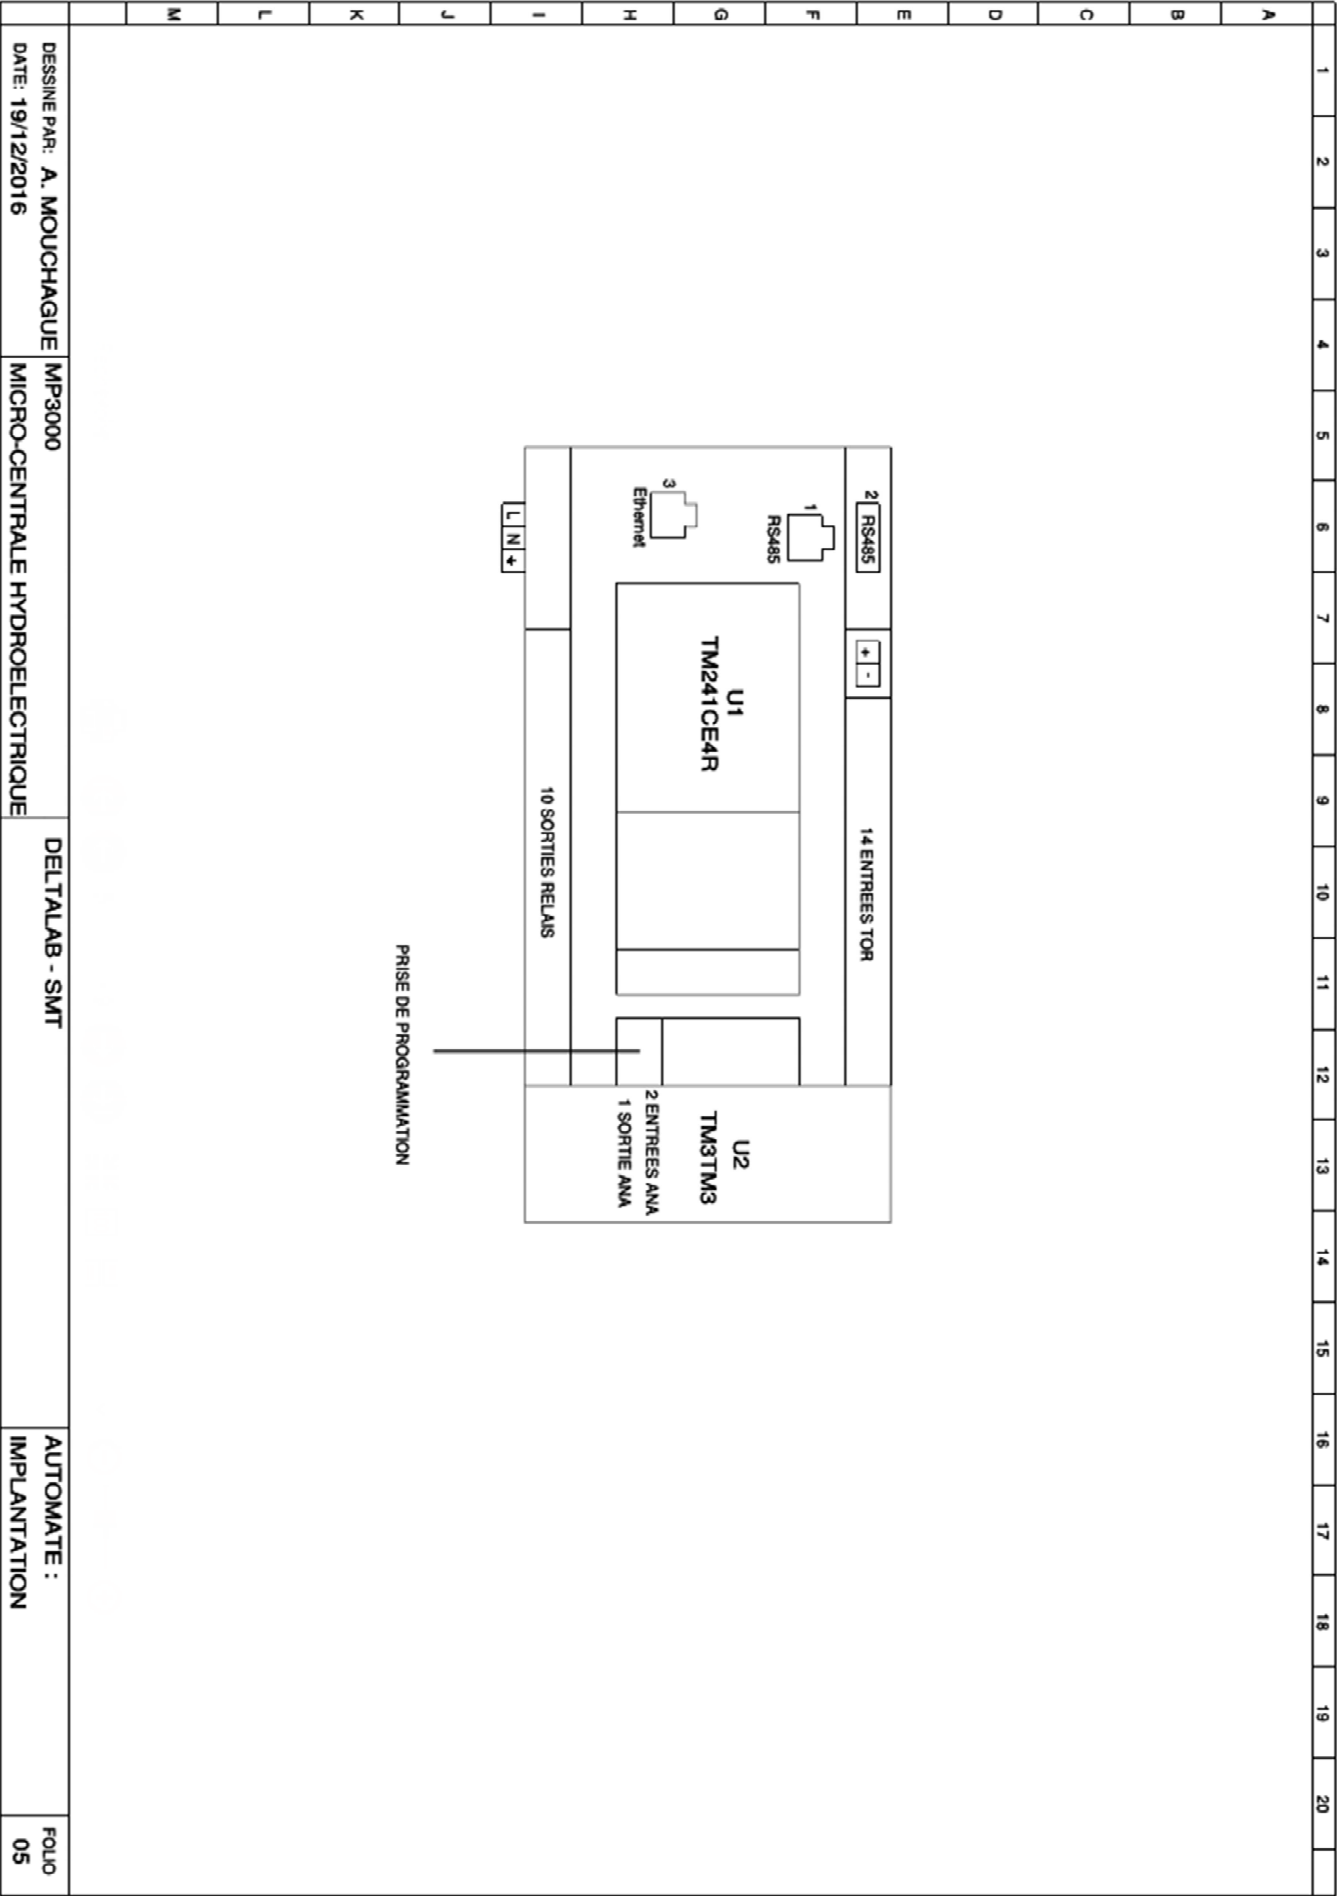 1 2 3 4 5 6 7 8 9 10 11 12 13 14 15 16 17 18 19 20
A
B
C
D
E
F
G
H
I
J
K
L
M
2 RS485
+ -
14 ENTREES TOR
1
RS485
3
Ethernet
U1
TM241CE4R
U2
TM3TM3
2 ENTREES ANA
1 SORTIE ANA
10 SORTIES RELAIS
L N
PRISE DE PROGRAMMATION
DESSINE PAR: A. MOUCHAGUE
DATE: 19/12/2016
MP3000
MICRO-CENTRALE HYDROELECTRIQUE
DELTALAB - SMT
AUTOMATE :
IMPLANTATION
FOLIO
05